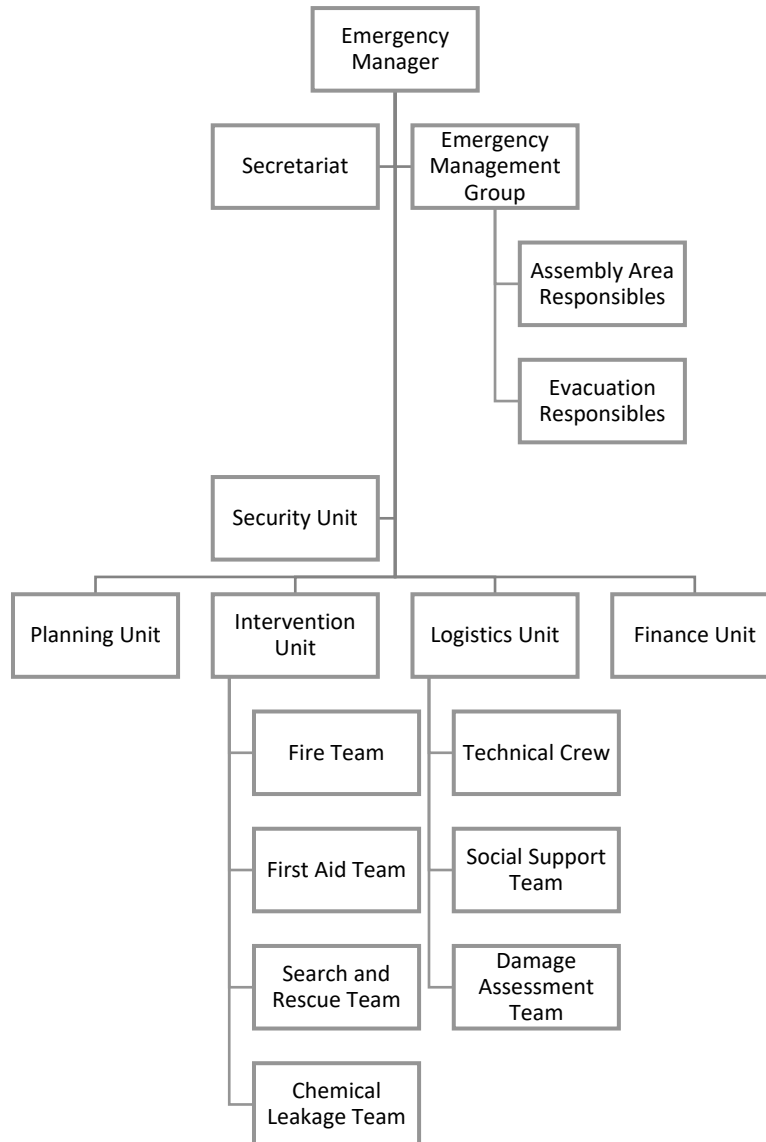 Emergency
Manager
Secretariat
Emergency
Management
Group
Assembly Area
Responsibles
Evacuation
Responsibles
Security Unit
Planning Unit
Intervention
Unit
Logistics Unit
Finance Unit
Fire Team
Technical Crew
First Aid Team
Social Support
Team
Search and
Rescue Team
Damage
Assessment
Team
Chemical
Leakage Team